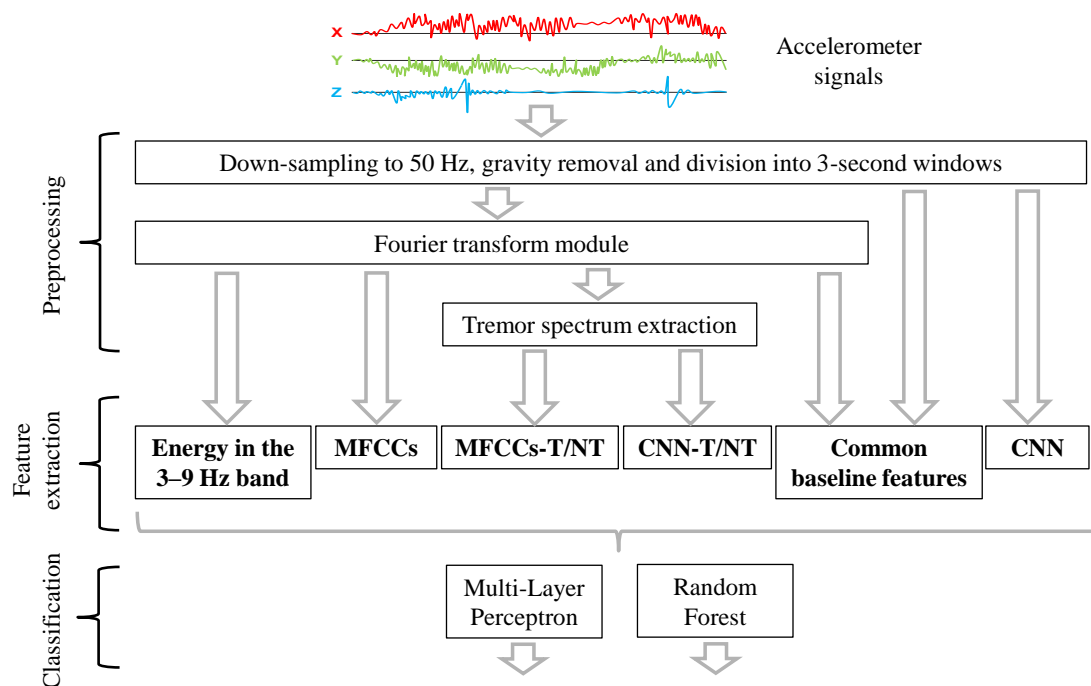 X
Y
Z
Accelerometer
signals
Preprocessing
Down-sampling to 50 Hz, gravity removal and division into 3-second windows
Fourier transform module
Tremor spectrum extraction
Feature
extraction
Energy in the
3–9 Hz band
MFCCs
MFCCs-T/NT
CNN-T/NT
Common
baseline features
CNN
Classification
Multi-Layer
Perceptron
Random
Forest